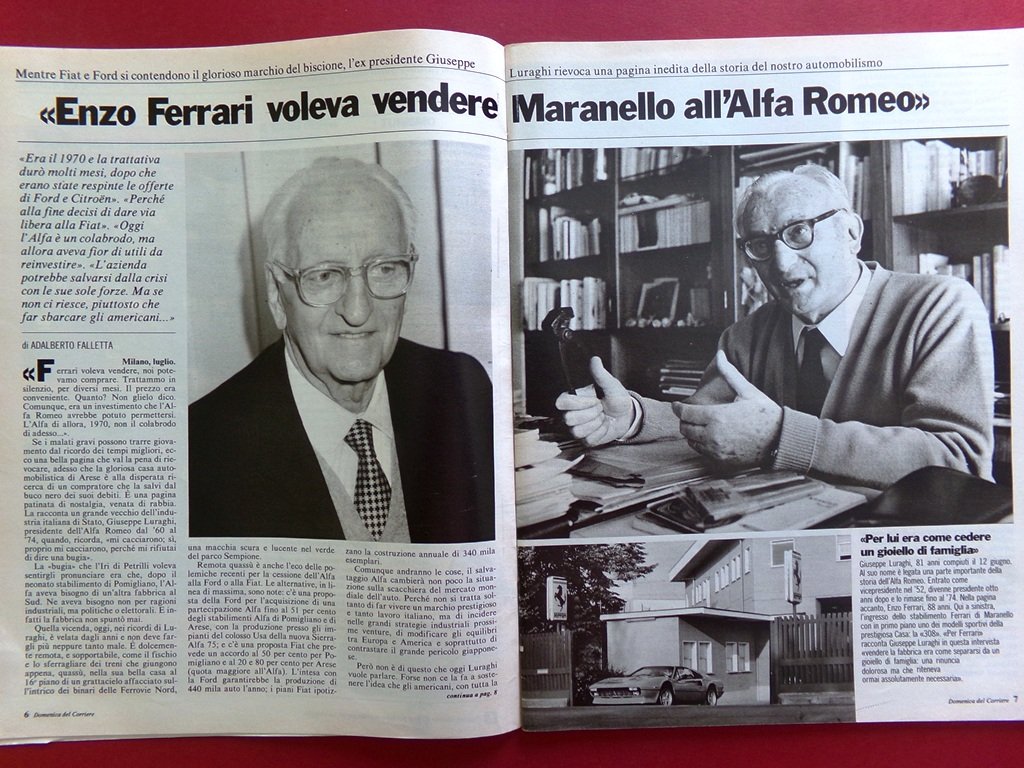 Mentre Fiat e Ford si contendono il glorioso marchio del biscione, l'ex presidente Giuseppe
Luraghi rievoca una pagina inedita della storia del nostro automobilismo
«Enzo Ferrari voleva vendere Maranello all'Alfa Romeo»
«Era il 1970 e la trattativa
durò molti mesi, dopo che
erano state respinte le offerte
di Ford e Citroën». «Perché
alla fine decisi di dare via
libera alla Fiat». «Oggi
l'Alfa è un colabrodo, ma
allora aveva fior di utili da
reinvestire». «L'azienda
potrebbe salvarsi dalla crisi
con le sue sole forze. Ma se
non ci riesce, piuttosto che
far sbarcare gli americani...»
di ADALBERTO FALLETTA
Milano, luglio.
«Ferrari voleva vendere, noi pote-
vamo comprare. Trattammo in
silenzio, per diversi mesi. Il prezzo era
conveniente. Quanto? Non glielo dico.
Comunque, era un investimento che l'Al-
fa Romeo avrebbe potuto permettersi.
L'Alfa di allora, 1970, non il colabrodo
di adesso...».
Se i malati gravi possono trarre giova-
mento dal ricordo dei tempi migliori, ec-
co una bella pagina che val la pena di rie-
vocare, adesso che la gloriosa casa auto-
mobilistica di Arese è alla disperata ri-
cerca di un compratore che la salvi dal
buco nero dei suoi debiti. È una pagina
patinata di nostalgia, venata di rabbia.
La racconta un grande vecchio dell'indu-
stria italiana di Stato, Giuseppe Luraghi,
presidente dell'Alfa Romeo dal '60 al
'74, quando, ricorda, «mi cacciarono; sì,
proprio mi cacciarono, perché mi rifiutai
di dire una bugia».
La «bugia» che l'Iri di Petrilli voleva
sentirgli pronunciare era che, dopo il
neonato stabilimento di Pomigliano, l'Al-
fa aveva bisogno di un'altra fabbrica al
Sud. Ne aveva bisogno non per ragioni
industriali, ma politiche o elettorali. E in-
fatti la fabbrica non spuntò mai.
Quella vicenda, oggi, nei ricordi di Lu-
raghi, è velata dagli anni e non deve far-
gli più neppure tanto male. È dolcemen-
te remota, e sopportabile, come il fischio
e lo sferragliare dei treni che giungono
appena, quassù, nella sua bella casa al
16º piano di un grattacielo affacciato sul-
l'intrico dei binari delle Ferrovie Nord,
una macchia scura e lucente nel verde
del parco Sempione.
Remota quassù è anche l'eco delle po-
lemiche recenti per la cessione dell'Alfa
alla Ford o alla Fiat. Le alternative, in li-
nea di massima, sono note: c'è una propo-
sta della Ford per l'acquisizione di una
partecipazione Alfa fino al 51 per cento
degli stabilimenti Alfa di Pomigliano e di
Arese, con la produzione presso gli im-
pianti del colosso Usa della nuova Sierra-
Alfa 75; e c'è una proposta Fiat che pre-
vede un accordo al 50 per cento per Po-
migliano e al 20 e 80 per cento per Arese
(quota maggiore all'Alfa). L'intesa con
la Ford garantirebbe la produzione di
440 mila auto l'anno; i piani Fiat ipotiz-
zano la costruzione annuale di 340 mila
esemplari.
Comunque andranno le cose, il salva-
taggio Alfa cambierà non poco la situa-
zione sulla scacchiera del mercato mon-
diale dell'auto. Perché non si tratta sol-
tanto di far vivere un marchio prestigioso
e tanto lavoro italiano, ma di incidere
nelle grandi strategie industriali prossi-
me venture, di modificare gli equilibri
tra Europa e America e soprattutto di
contrastare il grande pericolo giappone-
se.
Però non è di questo che oggi Luraghi
vuole parlare. Forse non ce la fa a soste-
nere l'idea che gli americani, con tutta la
continua a pag. 8
6 Domenica del Corriere
«Per lui era come cedere
un gioiello di famiglia»
Giuseppe Luraghi, 81 anni compiuti il 12 giugno.
Al suo nome è legata una parte importante della
storia dell'Alfa Romeo. Entrato come
vicepresidente nel '52, divenne presidente otto
anni dopo e lo rimase fino al '74. Nella pagina
accanto, Enzo Ferrari, 88 anni. Qui a sinistra,
l'ingresso dello stabilimento Ferrari di Maranello
con in primo piano uno dei modelli sportivi della
prestigiosa Casa: la «308». «Per Ferrari»
racconta Giuseppe Luraghi in questa intervista
«vendere la fabbrica era come separarsi da un
gioiello di famiglia: una rinuncia
dolorosa ma che riteneva
ormai assolutamente necessaria».
Domenica del Corriere 7